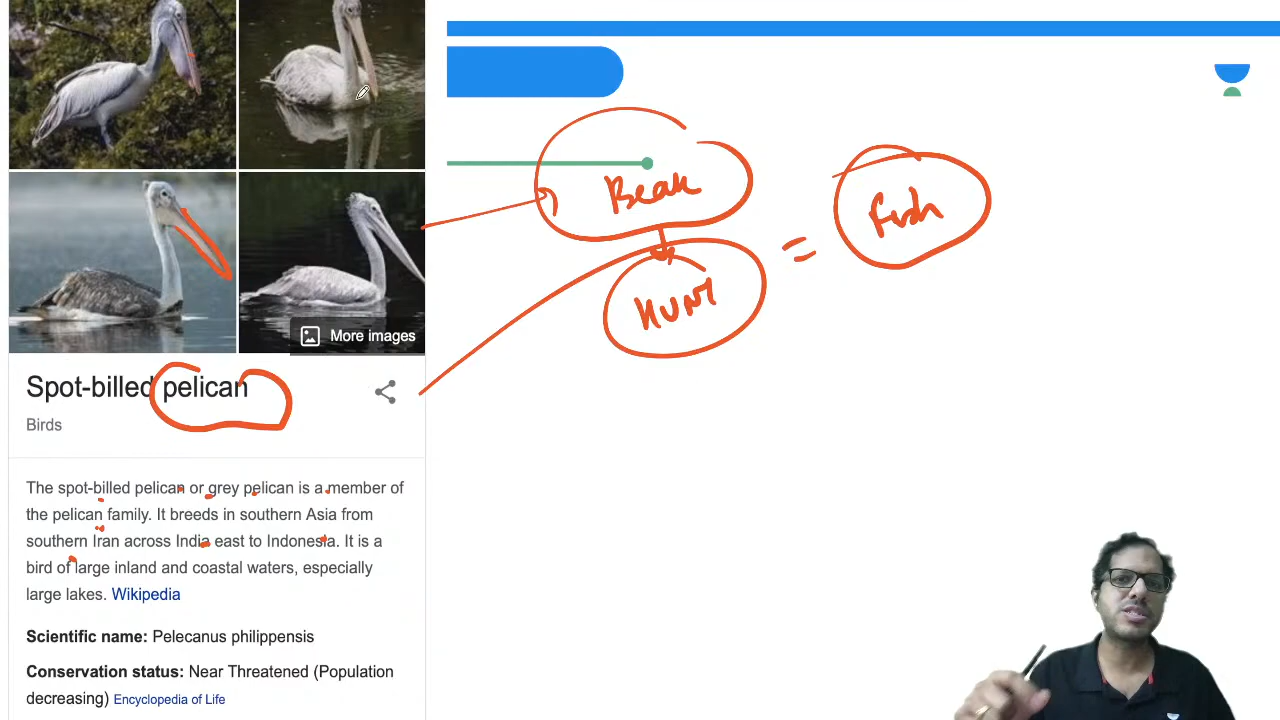 More images
Spot-billed pelican
Birds
The spot-billed pelican or grey pelican is a member of
the pelican family. It breeds in southern Asia from
southern Iran across India east to Indonesia. It is a
bird of large inland and coastal waters, especially
large lakes. Wikipedia
Scientific name: Pelecanus philippensis
Conservation status: Near Threatened (Population
decreasing) Encyclopedia of Life
Beak
HUNT
=
Fish